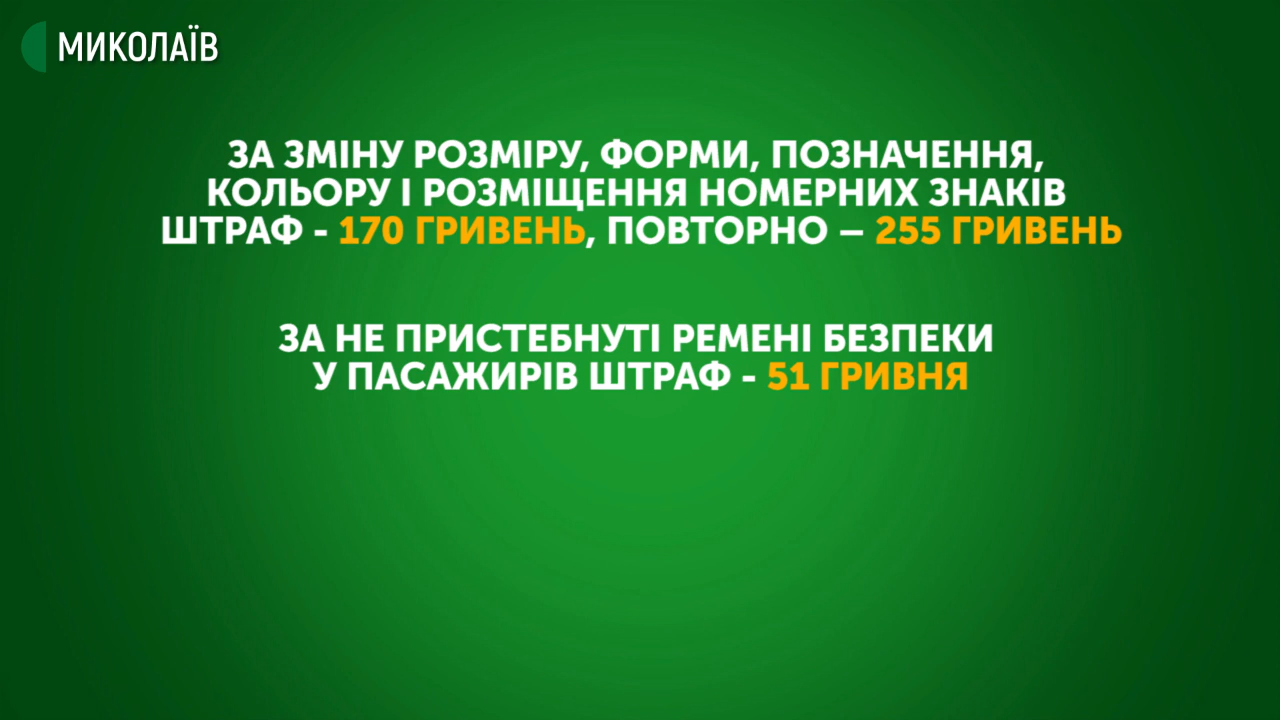 МИКОЛАЇВ
ЗА ЗМІНУ РОЗМІРУ, ФОРМИ, ПОЗНАЧЕННЯ,
КОЛЬОРУ І РОЗМІЩЕННЯ НОМЕРНИХ ЗНАКІВ
ШТРАФ - 170 ГРИВЕНЬ, ПОВТОРНО – 255 ГРИВЕНЬ
ЗА НЕ ПРИСТЕБНУТІ РЕМЕНІ БЕЗПЕКИ
У ПАСАЖИРІВ ШТРАФ - 51 ГРИВНЯ